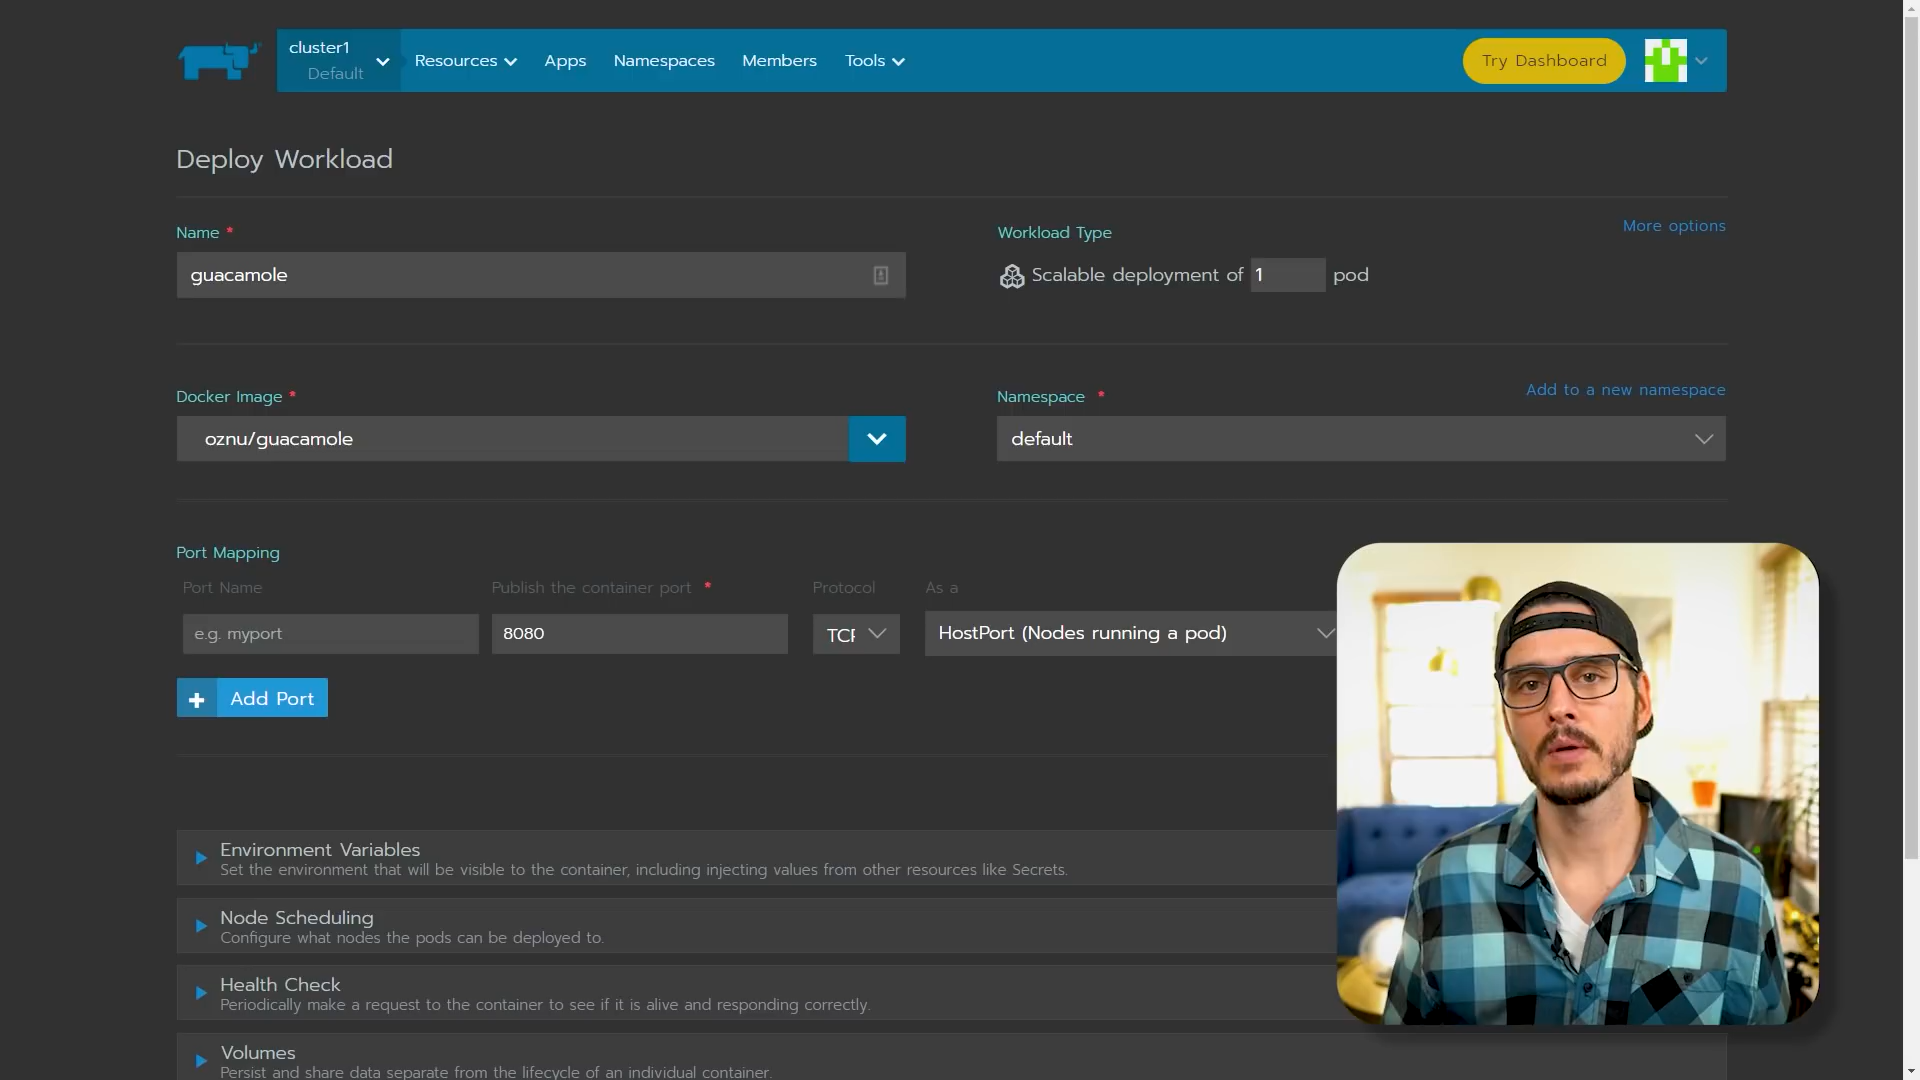 cluster1
Default
Resources
Apps
Namespaces
Members
Tools
Try Dashboard
Deploy Workload
Name *
guacamole
Workload Type
More options
Scalable deployment of 1 pod
Docker Image *
oznu/guacamole
Namespace *
Add to a new namespace
default
Port Mapping
Port Name
Publish the container port *
Protocol
As a
e.g. myport
8080
TCP
HostPort (Nodes running a pod)
+ Add Port
Environment Variables
Set the environment that will be visible to the container, including injecting values from other resources like Secrets.
Node Scheduling
Configure what nodes the pods can be deployed to.
Health Check
Periodically make a request to the container to see if it is alive and responding correctly.
Volumes
Persist and share data separate from the lifecycle of an individual container.